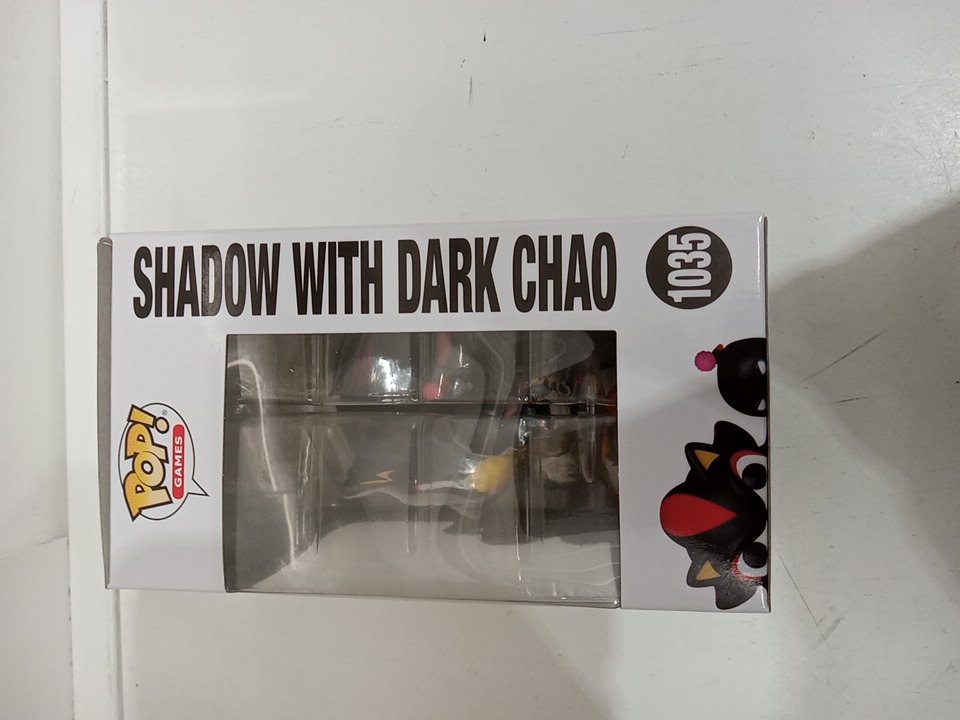 SHADOW WITH DARK CHAO
1035
POP!
®
GAMES